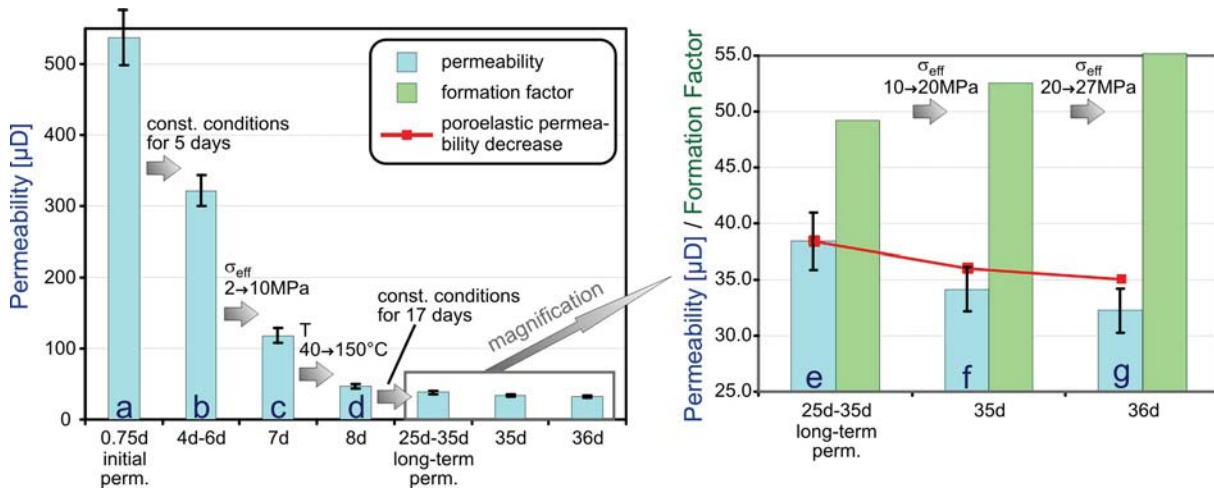 Permeability [µD]
500
400
300
200
100
0
const. conditions
for 5 days
σeff
2→10MPa
T
40→150°C
const. conditions
for 17 days
magnification
permeability
formation factor
poroelastic permea-
bility decrease
a
b
c
d
0.75d
initial
perm.
4d-6d
7d
8d
25d-35d
long-term
perm.
35d
36d
Permeability [µD] / Formation Factor
55.0
50.0
45.0
40.0
35.0
30.0
25.0
σeff
10→20MPa
σeff
20→27MPa
e
f
g
25d-35d
long-term
perm.
35d
36d